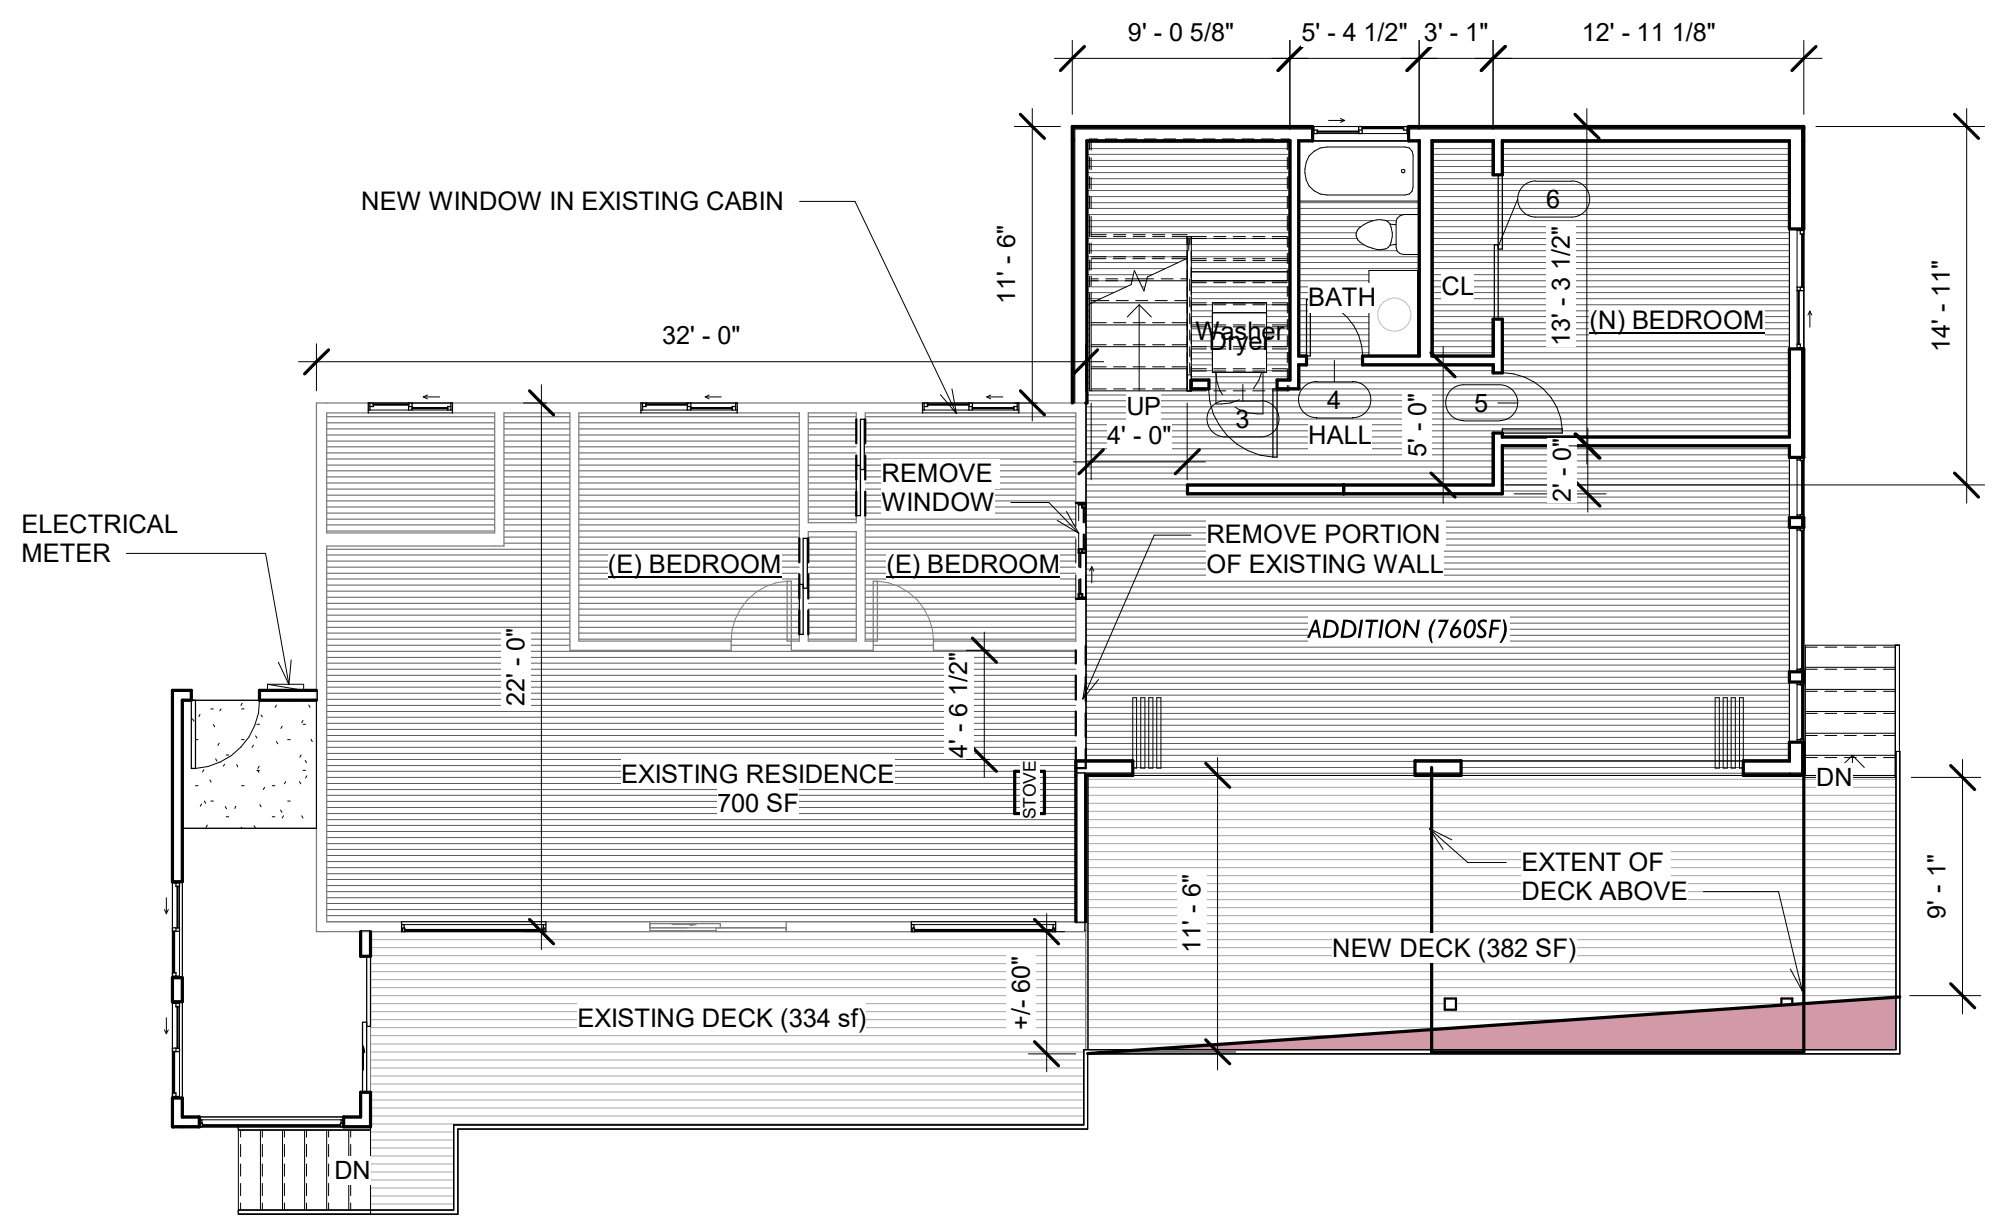 9' - 0 5/8"
5' - 4 1/2"
3' - 1"
12' - 11 1/8"
NEW WINDOW IN EXISTING CABIN
11' - 6"
6
13' - 3 1/2"
14' - 11"
CL
BATH
(N) BEDROOM
Washer
Dryer
32' - 0"
UP
4' - 0"
3
4
HALL
5
5' - 0"
2' - 0"
REMOVE
WINDOW
ELECTRICAL
METER
REMOVE PORTION
OF EXISTING WALL
(E) BEDROOM
(E) BEDROOM
ADDITION (760SF)
22' - 0"
4' - 6 1/2"
EXISTING RESIDENCE
700 SF
STOVE
DN
EXTENT OF
DECK ABOVE
9' - 1"
11' - 6"
NEW DECK (382 SF)
+/- 60"
EXISTING DECK (334 sf)
DN